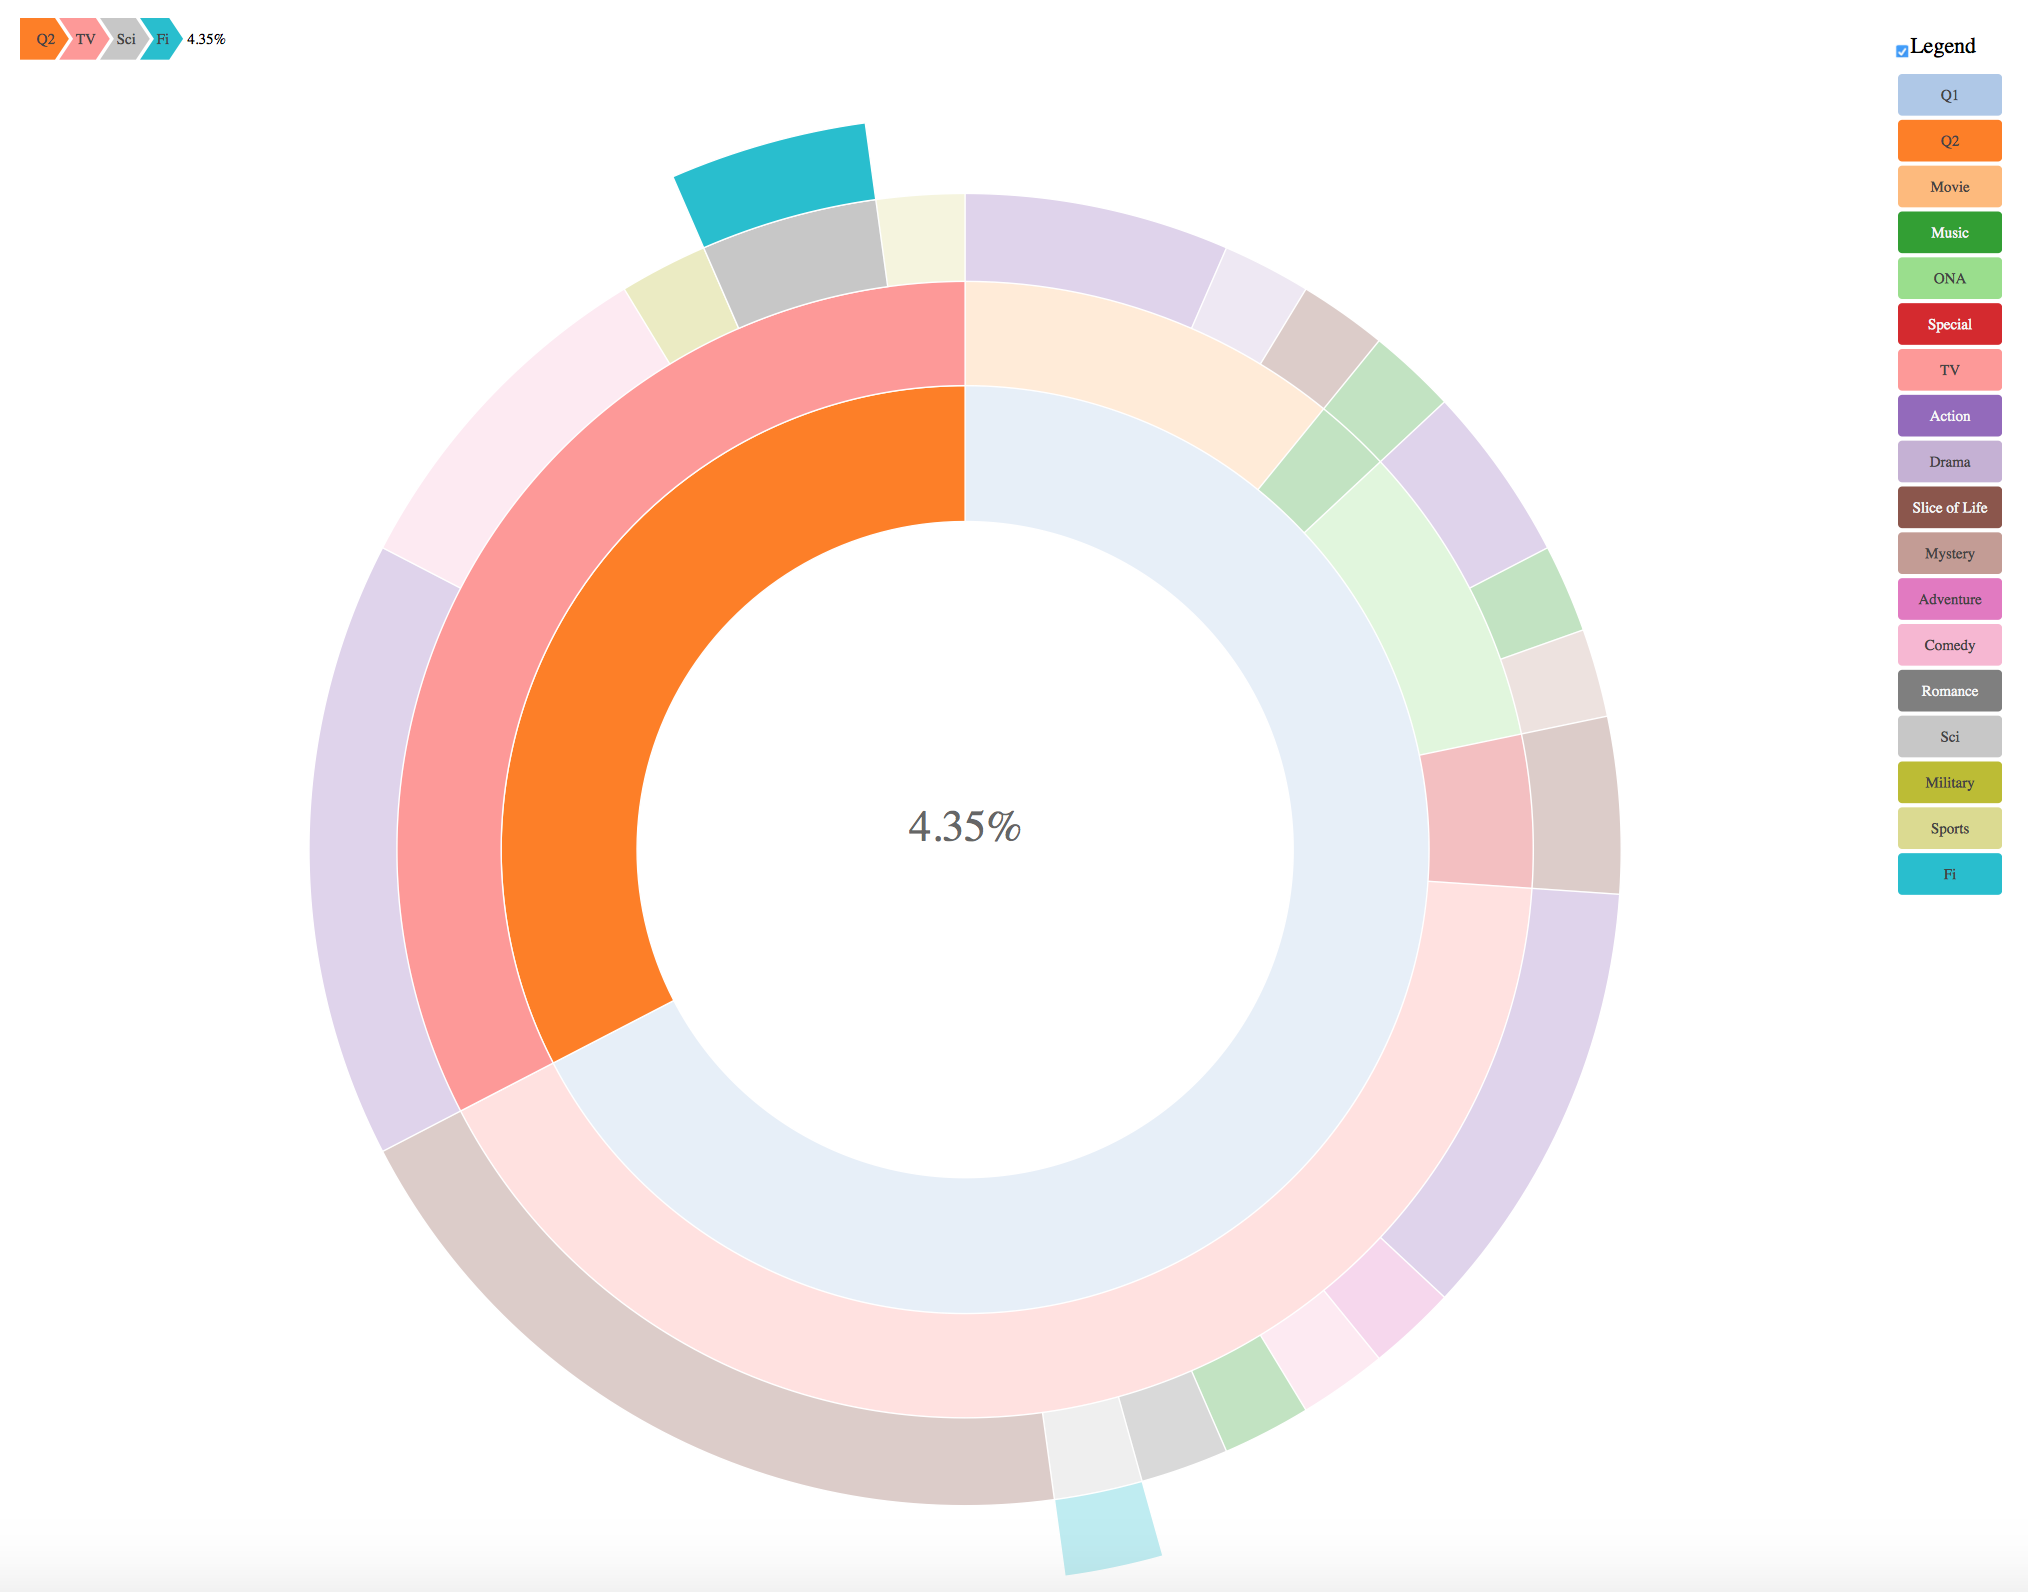 Q2 TV Sci Fi 4.35%
Legend
Q1
Q2
Movie
Music
ONA
Special
TV
Action
Drama
Slice of Life
Mystery
Adventure
Comedy
Romance
Sci
Military
Sports
Fi
4.35%